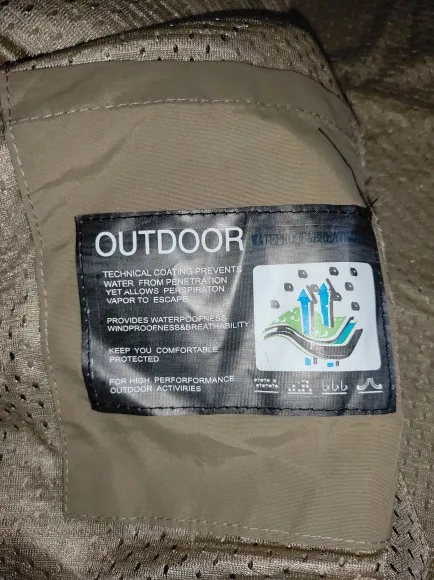 OUTDOOR
TECHNICAL COATING PREVENTS
WATER FROM PENETRATION
YET ALLOWS PERSPIRATON
VAPOR TO ESCAPE
PROVIDES WATERPOOFNESS
WINDPROOFNESS&BREATHABILITY
KEEP YOU COMFORTABLE
PROTECTED
FOR HIGH PERFORFORMANCE
OUTDOOR ACTIVIRIES